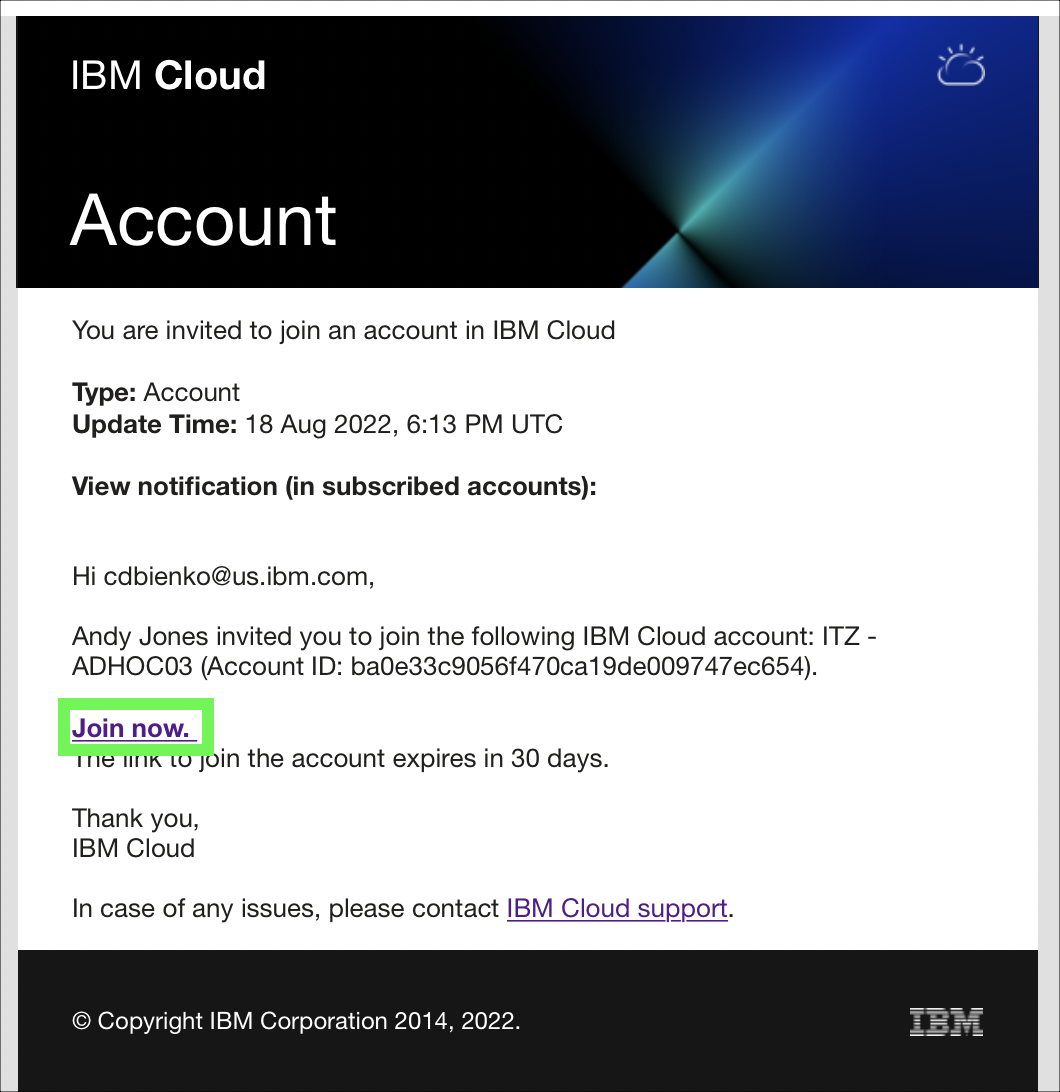 IBM Cloud
Account
You are invited to join an account in IBM Cloud
Type: Account
Update Time: 18 Aug 2022, 6:13 PM UTC
View notification (in subscribed accounts):
Hi cdbienko@us.ibm.com,
Andy Jones invited you to join the following IBM Cloud account: ITZ -
ADHOC03 (Account ID: ba0e33c9056f470ca19de009747ec654).
Join now.
The link to join the account expires in 30 days.
Thank you,
IBM Cloud
In case of any issues, please contact IBM Cloud support.
© Copyright IBM Corporation 2014, 2022.
IBM